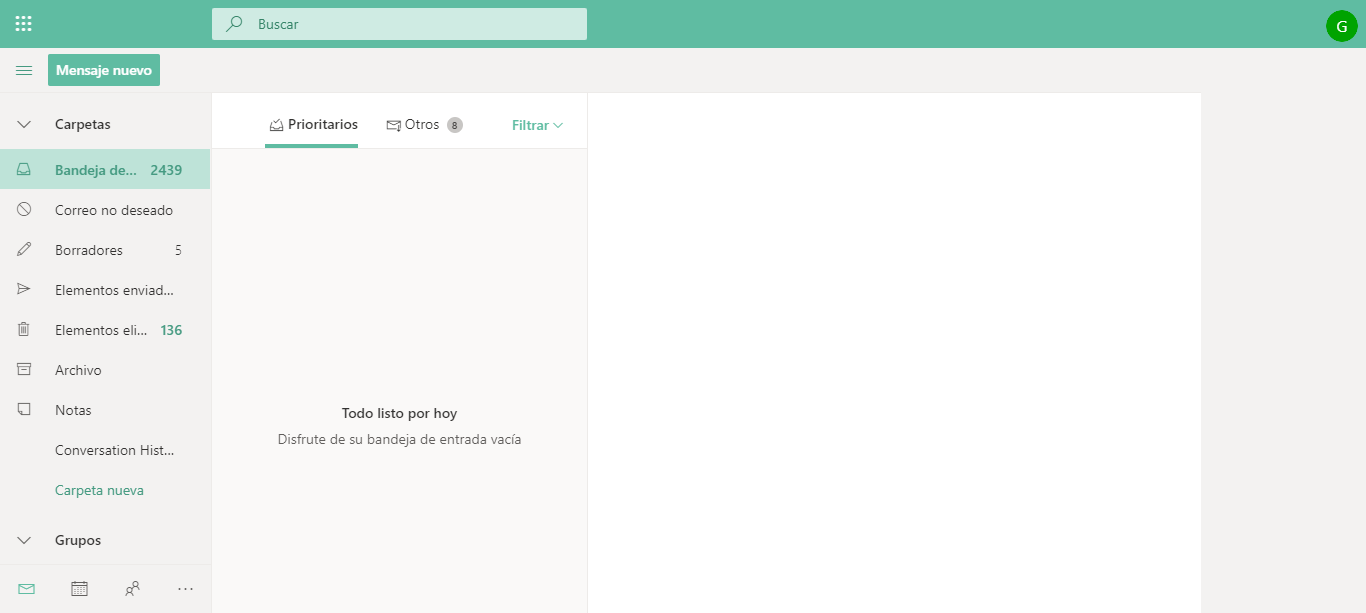 Buscar
G
Mensaje nuevo
Carpetas
Prioritarios
Otros 8
Filtrar
Bandeja de... 2439
Correo no deseado
Borradores 5
Elementos enviad...
Elementos eli... 136
Archivo
Notas
Conversation Hist...
Carpeta nueva
Grupos
Todo listo por hoy
Disfrute de su bandeja de entrada vacía